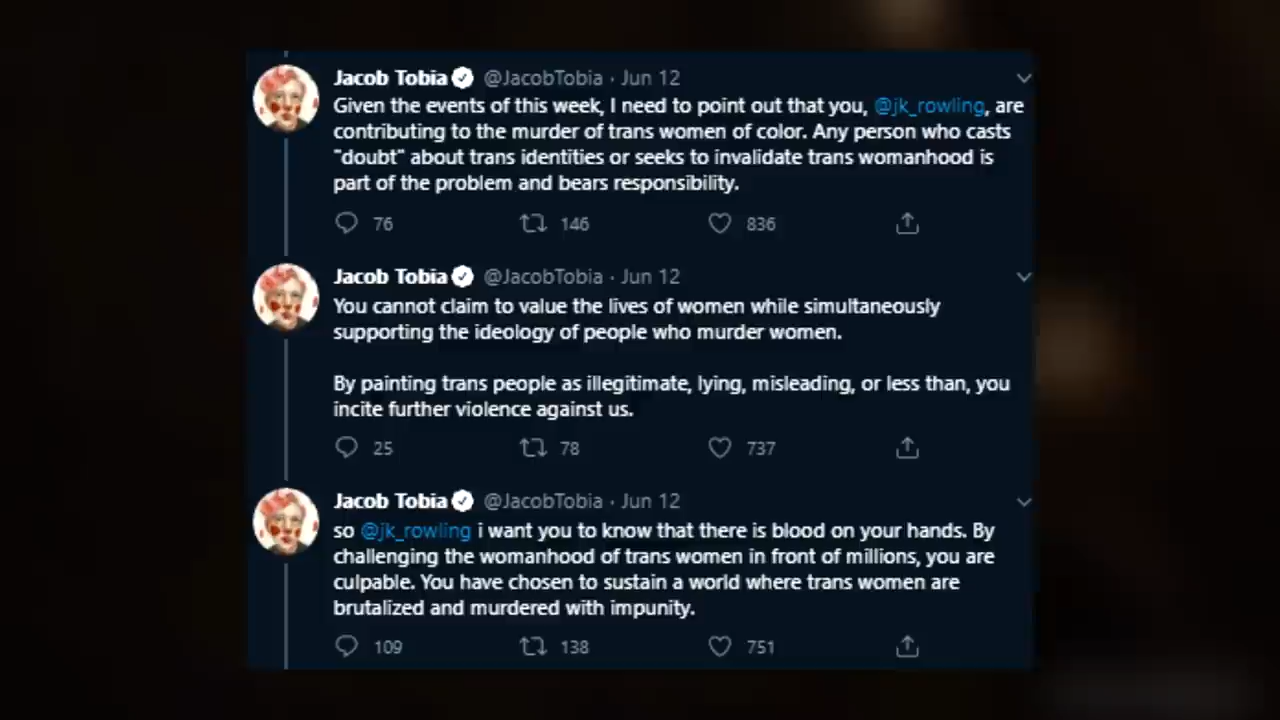 Jacob Tobia @JacobTobia · Jun 12
Given the events of this week, I need to point out that you, @jk_rowling, are
contributing to the murder of trans women of color. Any person who casts
"doubt" about trans identities or seeks to invalidate trans womanhood is
part of the problem and bears responsibility.
76 146 836
Jacob Tobia @JacobTobia · Jun 12
You cannot claim to value the lives of women while simultaneously
supporting the ideology of people who murder women.
By painting trans people as illegitimate, lying, misleading, or less than, you
incite further violence against us.
25 78 737
Jacob Tobia @JacobTobia · Jun 12
so @jk_rowling i want you to know that there is blood on your hands. By
challenging the womanhood of trans women in front of millions, you are
culpable. You have chosen to sustain a world where trans women are
brutalized and murdered with impunity.
109 138 751